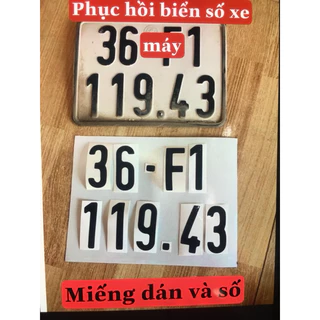 Phục hồi biển số xe
máy
36-F1
119.43
36-F1
119.43
Miếng dán và số